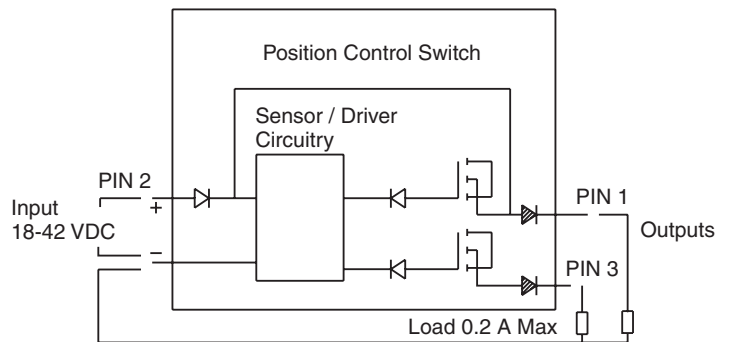 Position Control Switch
Sensor / Driver
Circuitry
PIN 2
+
Input
18-42 VDC
−
PIN 1
Outputs
PIN 3
Load 0.2 A Max